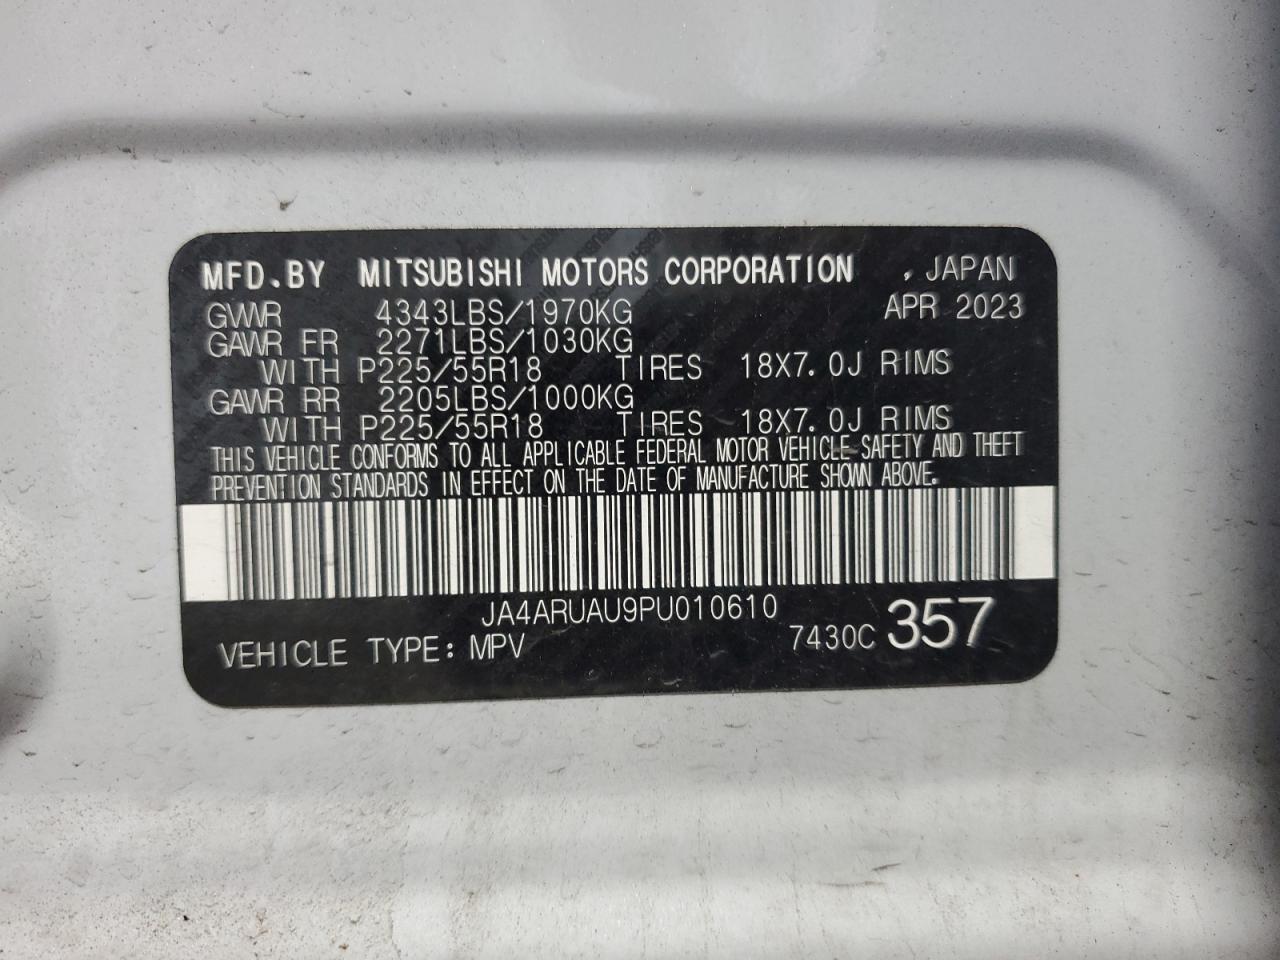 MFD.BY MITSUBISHI MOTORS CORPORATION , JAPAN
GVWR 4343LBS/1970KG APR 2023
GAWR FR 2271LBS/1030KG
WITH P225/55R18 TIRES 18X7.0J RIMS
GAWR RR 2205LBS/1000KG
WITH P225/55R18 TIRES 18X7.0J RIMS
THIS VEHICLE CONFORMS TO ALL APPLICABLE FEDERAL MOTOR VEHICLE SAFETY AND THEFT
PREVENTION STANDARDS IN EFFECT ON THE DATE OF MANUFACTURE SHOWN ABOVE.
JA4ARUAU9PU010610
VEHICLE TYPE: MPV 7430C 357